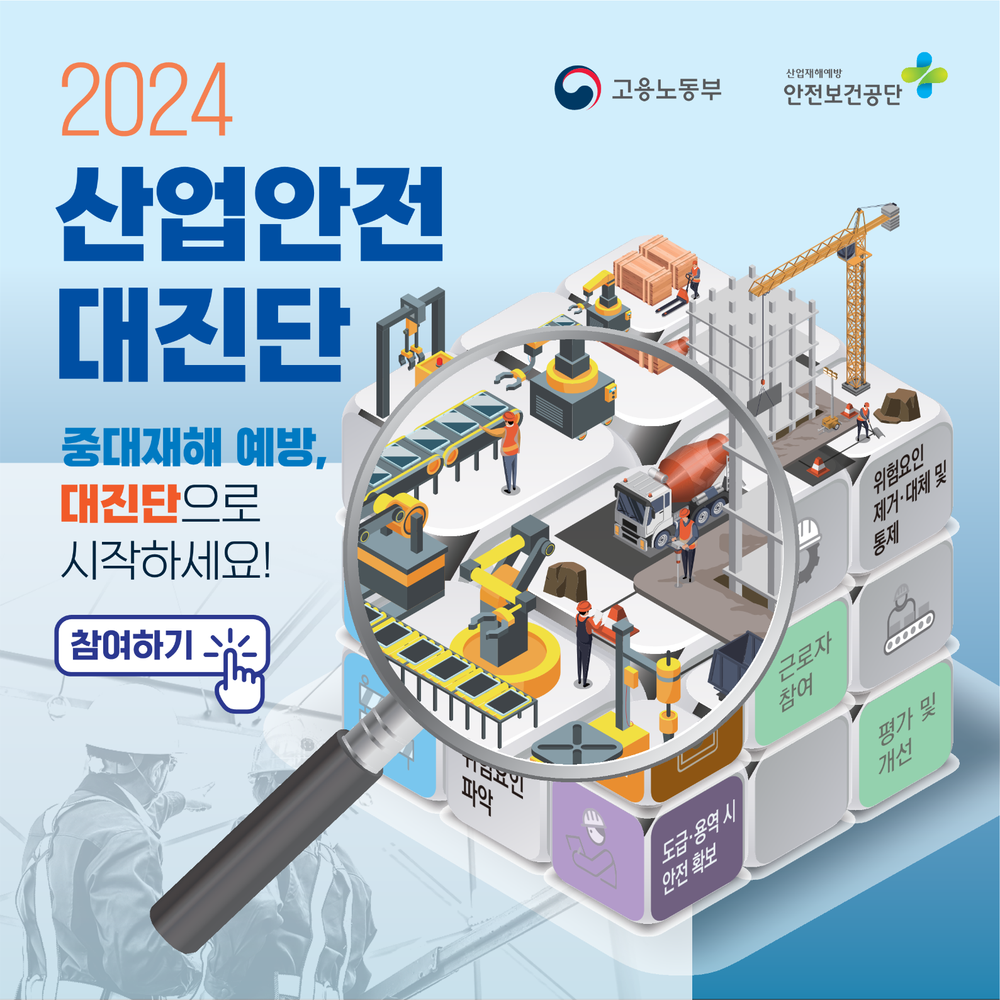 2024
고용노동부
산업재해예방
안전보건공단
산업안전
대진단
중대재해 예방,
대진단으로
시작하세요!
참여하기
위험요인
제거·대체 및
통제
근로자
참여
평가 및
개선
위험요인
파악
도급·용역 시
안전 확보